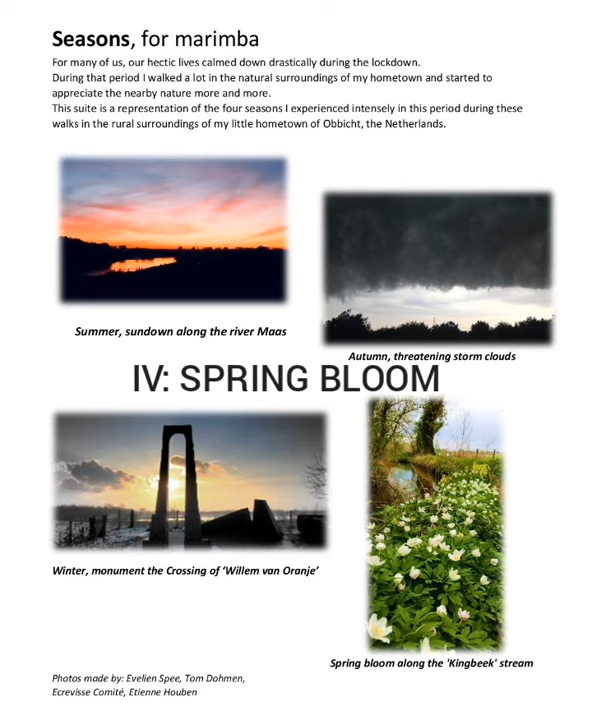 Seasons, for marimba
For many of us, our hectic lives calmed down drastically during the lockdown.
During that period I walked a lot in the natural surroundings of my hometown and started to
appreciate the nearby nature more and more.
This suite is a representation of the four seasons I experienced intensely in this period during these
walks in the rural surroundings of my little hometown of Obbicht, the Netherlands.
Summer, sundown along the river Maas
Autumn, threatening storm clouds
IV: SPRING BLOOM
Winter, monument the Crossing of ‘Willem van Oranje’
Spring bloom along the 'Kingbeek' stream
Photos made by: Evelien Spee, Tom Dohmen,
Ecrevisse Comité, Etienne Houben